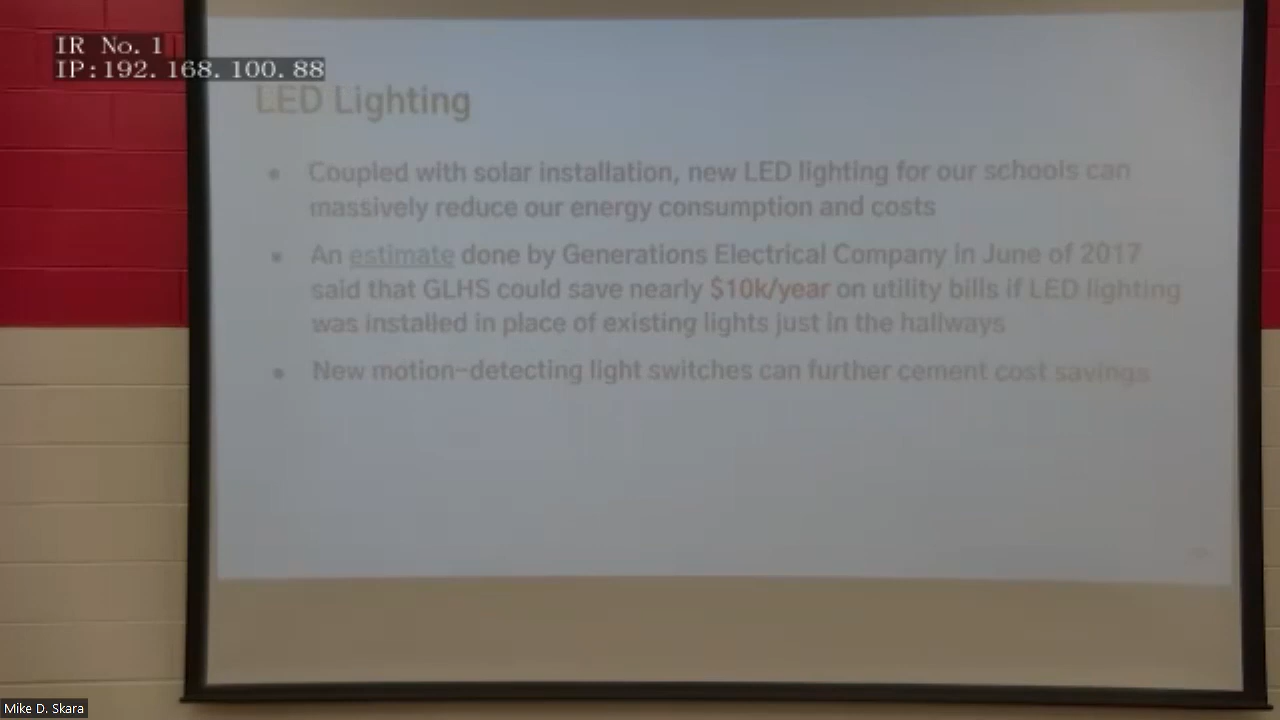 IR No.1
IP:192.168.100.88
LED Lighting
• Coupled with solar installation, new LED lighting for our schools can
massively reduce our energy consumption and costs
• An estimate done by Generations Electrical Company in June of 2017
said that GLHS could save nearly $10k/year on utility bills if LED lighting
was installed in place of existing lights just in the hallways
• New motion-detecting light switches can further cement cost savings
Mike D. Skara